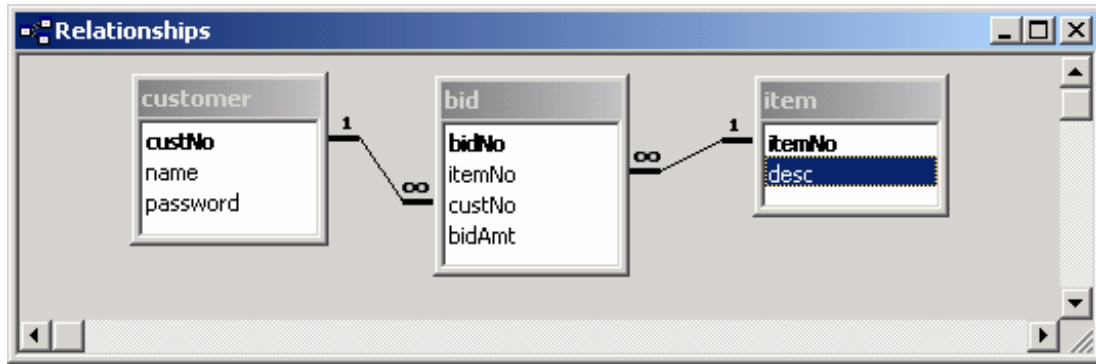 Relationships
customer
custNo
name
password
1
∞
bid
bidNo
itemNo
custNo
bidAmt
∞
1
item
itemNo
desc